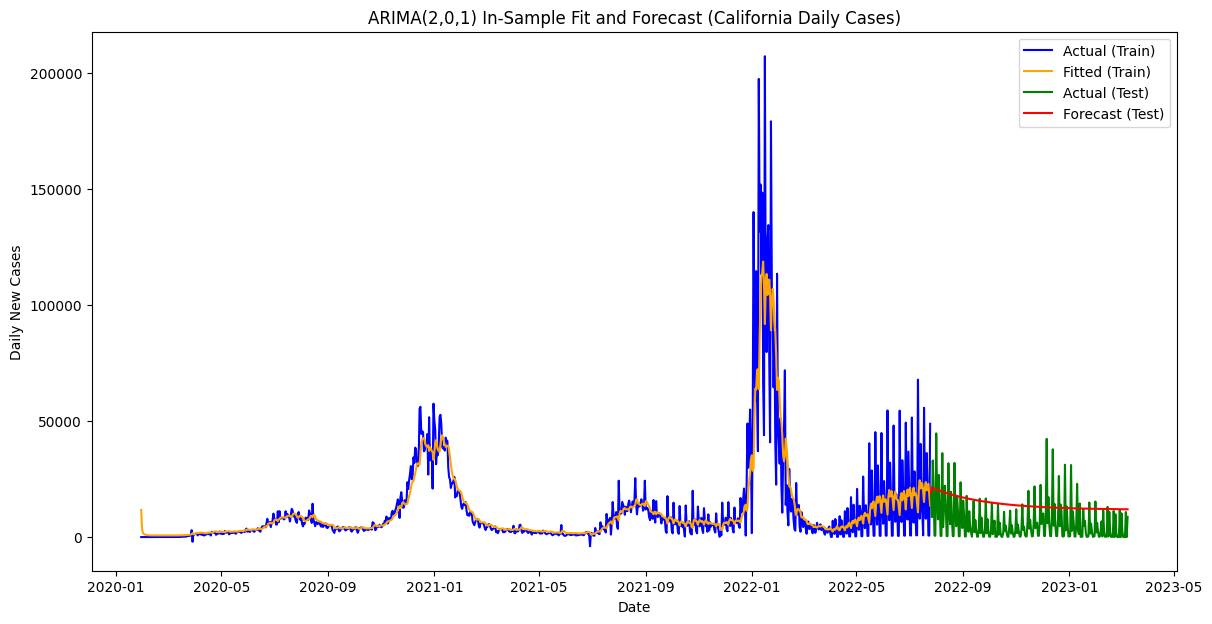 ARIMA(2,0,1) In-Sample Fit and Forecast (California Daily Cases)
Actual (Train)
Fitted (Train)
Actual (Test)
Forecast (Test)
Daily New Cases
200000
150000
100000
50000
0
2020-01
2020-05
2020-09
2021-01
2021-05
2021-09
2022-01
2022-05
2022-09
2023-01
2023-05
Date